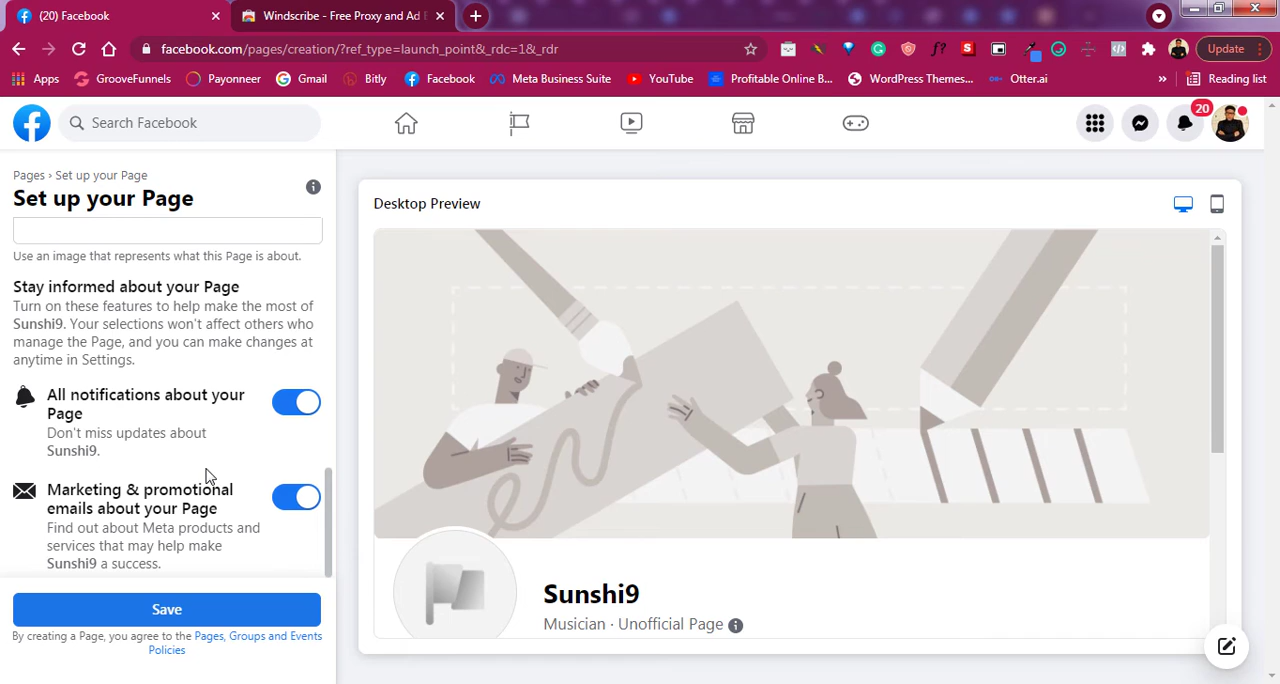 (20) Facebook
Windscribe - Free Proxy and Ad
facebook.com/pages/creation/?ref_type=launch_point&_rdc=1&_rdr
Update
Apps
GrooveFunnels
Payonneer
Gmail
Bitly
Facebook
Meta Business Suite
YouTube
Profitable Online B...
WordPress Themes...
Otter.ai
»
Reading list
Search Facebook
20
Pages › Set up your Page
Set up your Page
Use an image that represents what this Page is about.
Stay informed about your Page
Turn on these features to help make the most of
Sunshi9. Your selections won't affect others who
manage the Page, and you can make changes at
anytime in Settings.
All notifications about your
Page
Don't miss updates about
Sunshi9.
Marketing & promotional
emails about your Page
Find out about Meta products and
services that may help make
Sunshi9 a success.
Save
By creating a Page, you agree to the Pages, Groups and Events
Policies
Desktop Preview
Sunshi9
Musician · Unofficial Page